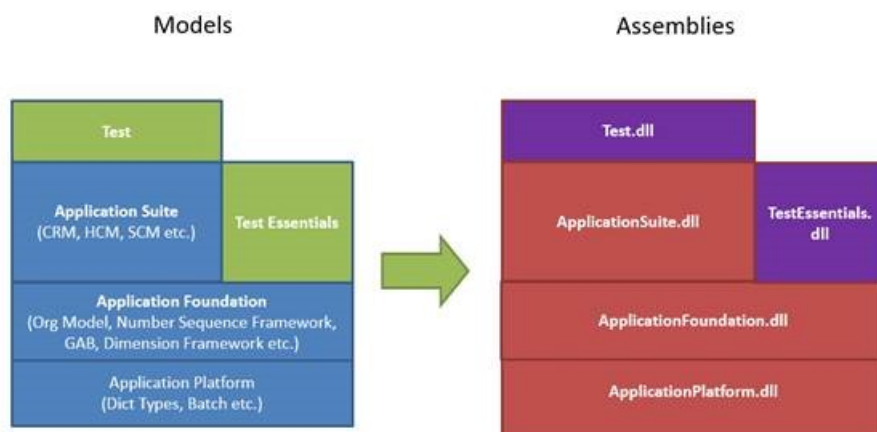 Models
Assemblies
Test
Application Suite
(CRM, HCM, SCM etc.)
Test Essentials
Application Foundation
(Org Model, Number Sequence Framework,
GAB, Dimension Framework etc.)
Application Platform
(Dict Types, Batch etc.)
Test.dll
ApplicationSuite.dll
TestEssentials.
dll
ApplicationFoundation.dll
ApplicationPlatform.dll